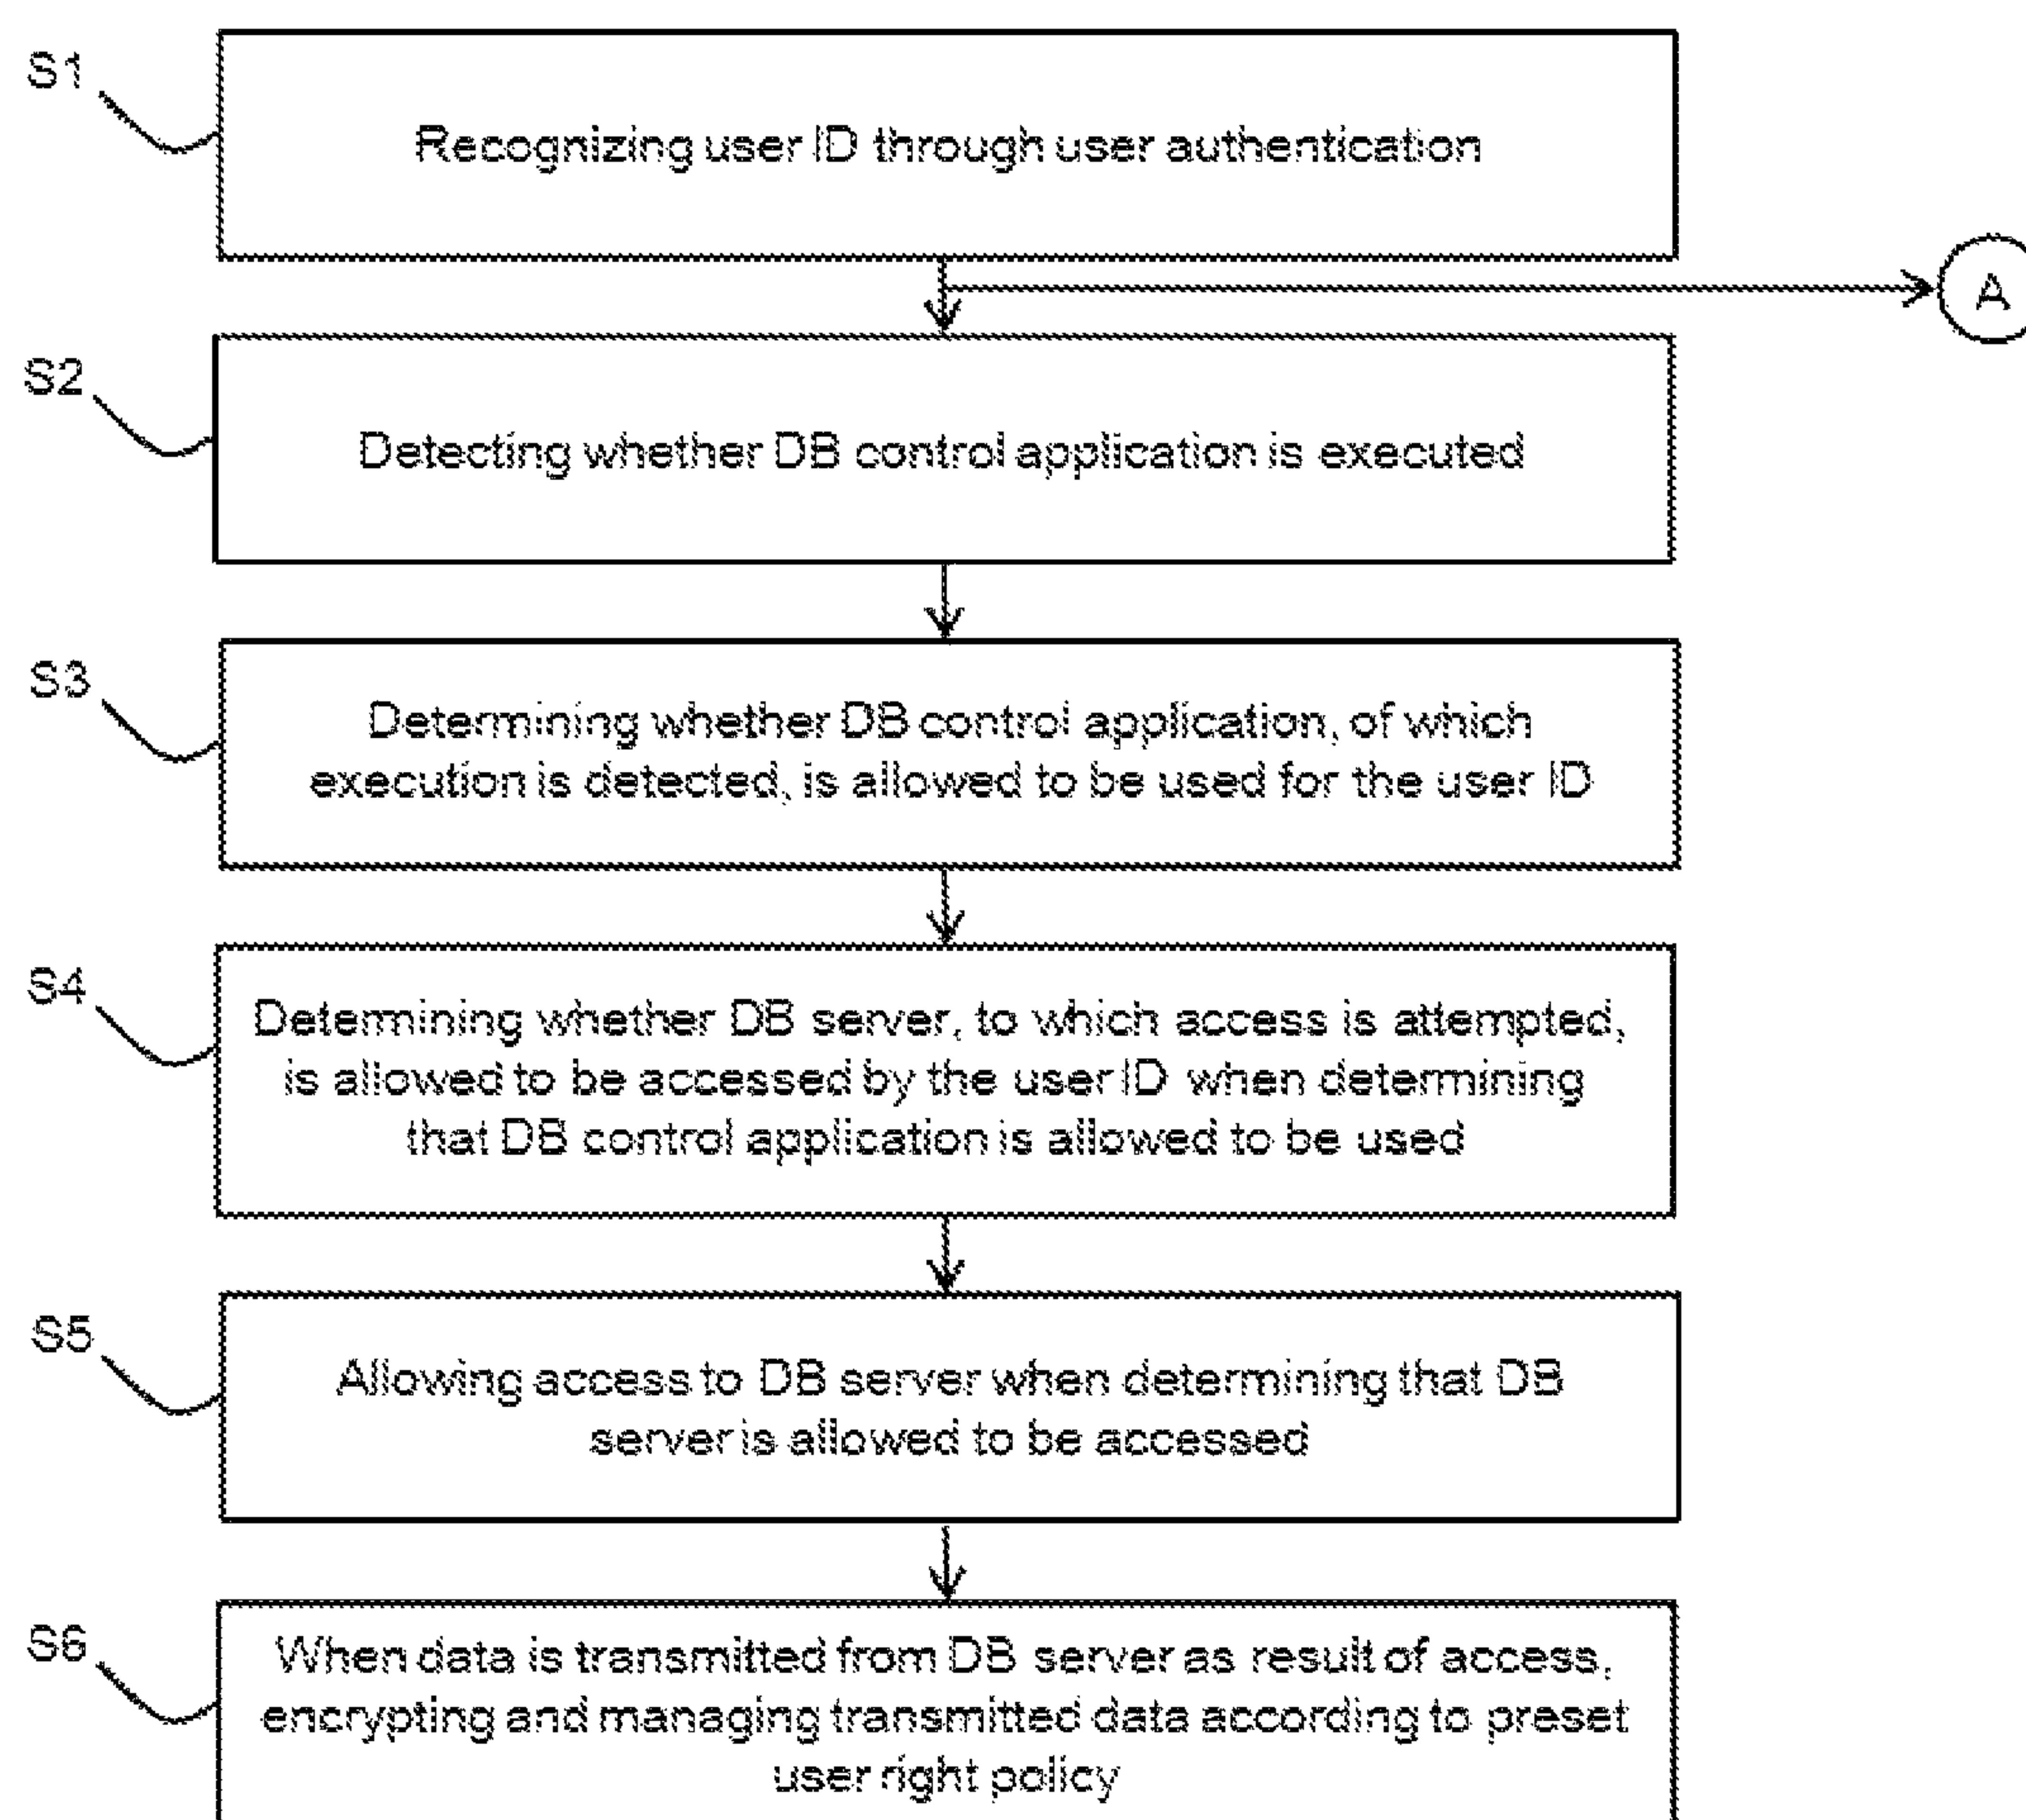 S1
Recognizing user ID through user authentication
A
S2
Detecting whether DB control application is executed
S3
Determining whether DB control application, of which
execution is detected, is allowed to be used for the user ID
S4
Determining whether DB server, to which access is attempted,
is allowed to be accessed by the user ID when determining
that DB control application is allowed to be used
S5
Allowing access to DB server when determining that DB
server is allowed to be accessed
S6
When data is transmitted from DB server as result of access,
encrypting and managing transmitted data according to preset
user right policy